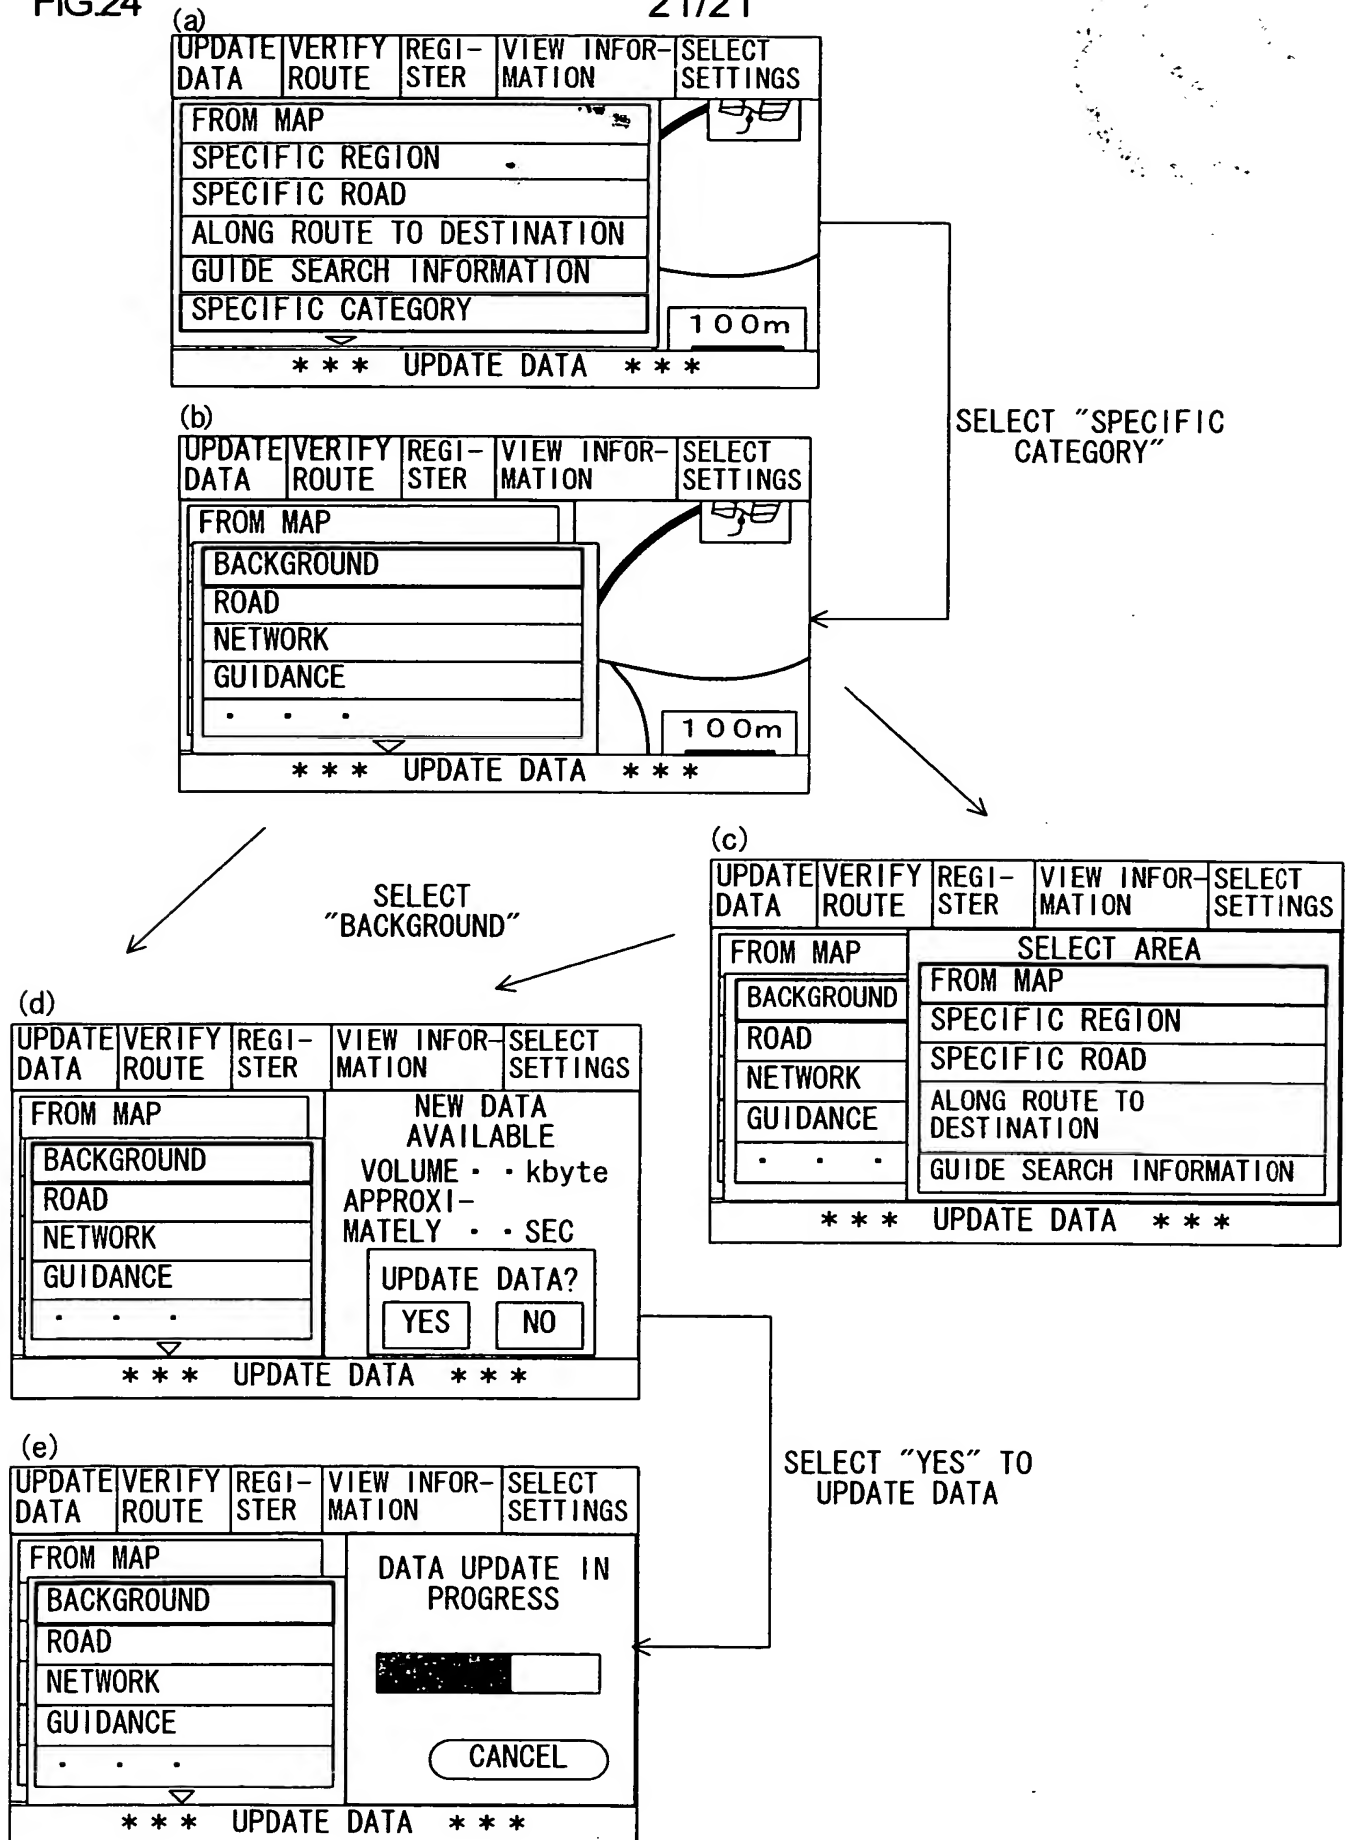 FIG.24
21/21
(a)
UPDATE DATA VERIFY ROUTE REGI- STER VIEW INFOR- MATION SELECT SETTINGS
FROM MAP
SPECIFIC REGION
SPECIFIC ROAD
ALONG ROUTE TO DESTINATION
GUIDE SEARCH INFORMATION
SPECIFIC CATEGORY
100m
*** UPDATE DATA ***
SELECT "SPECIFIC
CATEGORY"
(b)
UPDATE DATA VERIFY ROUTE REGI- STER VIEW INFOR- MATION SELECT SETTINGS
FROM MAP
BACKGROUND
ROAD
NETWORK
GUIDANCE
· · ·
100m
*** UPDATE DATA ***
SELECT
"BACKGROUND"
(c)
UPDATE DATA VERIFY ROUTE REGI- STER VIEW INFOR- MATION SELECT SETTINGS
FROM MAP
BACKGROUND
ROAD
NETWORK
GUIDANCE
· · ·
SELECT AREA
FROM MAP
SPECIFIC REGION
SPECIFIC ROAD
ALONG ROUTE TO
DESTINATION
GUIDE SEARCH INFORMATION
*** UPDATE DATA ***
(d)
UPDATE DATA VERIFY ROUTE REGI- STER VIEW INFOR- MATION SELECT SETTINGS
FROM MAP
BACKGROUND
ROAD
NETWORK
GUIDANCE
· · ·
NEW DATA
AVAILABLE
VOLUME · · kbyte
APPROXI-
MATELY · · SEC
UPDATE DATA?
YES NO
*** UPDATE DATA ***
SELECT "YES" TO
UPDATE DATA
(e)
UPDATE DATA VERIFY ROUTE REGI- STER VIEW INFOR- MATION SELECT SETTINGS
FROM MAP
BACKGROUND
ROAD
NETWORK
GUIDANCE
· · ·
DATA UPDATE IN
PROGRESS
CANCEL
*** UPDATE DATA ***